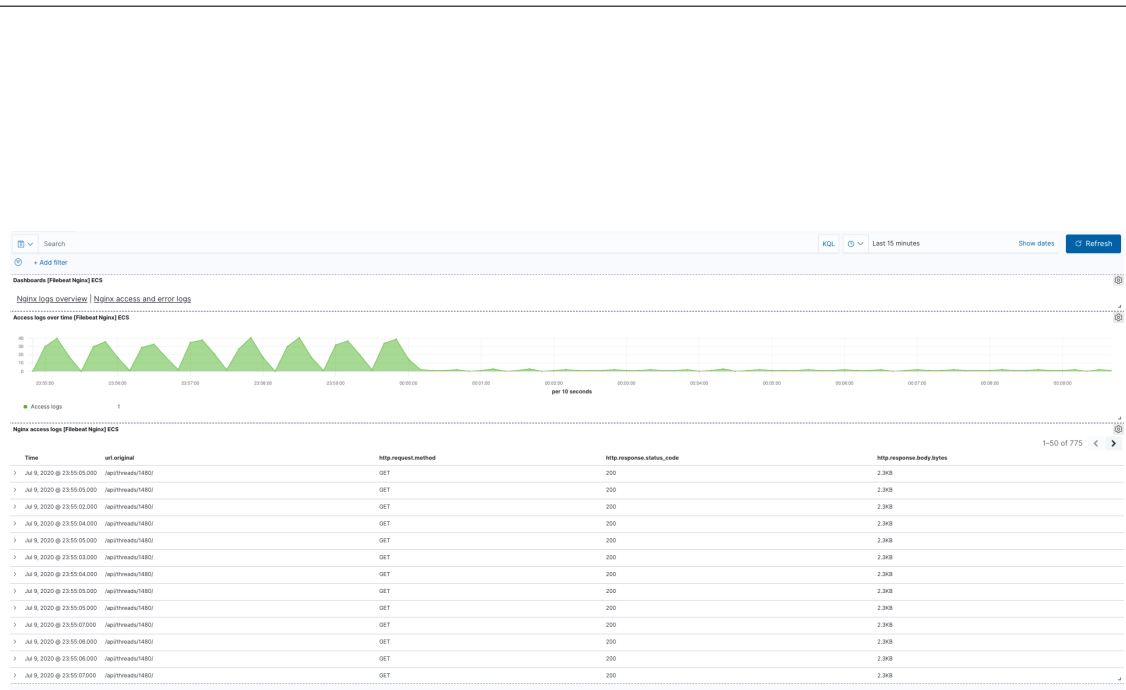 Search KQL Last 15 minutes Show dates Refresh
+ Add filter
Dashboards [Filebeat Nginx] ECS
Nginx logs overview | Nginx access and error logs
Access logs over time [Filebeat Nginx] ECS
40
30
20
10
0
23:55:00 23:56:00 23:57:00 23:58:00 23:59:00 00:00:00 00:01:00 00:02:00 00:03:00 00:04:00 00:05:00 00:06:00 00:07:00 00:08:00 00:09:00
per 10 seconds
Access logs 1
Nginx access logs [Filebeat Nginx] ECS
1–50 of 775
Time url.original http.request.method http.response.status_code http.response.body.bytes
Jul 9, 2020 @ 23:55:05.000 /api/threads/1480/ GET 200 2.3KB
Jul 9, 2020 @ 23:55:05.000 /api/threads/1480/ GET 200 2.3KB
Jul 9, 2020 @ 23:55:02.000 /api/threads/1480/ GET 200 2.3KB
Jul 9, 2020 @ 23:55:04.000 /api/threads/1480/ GET 200 2.3KB
Jul 9, 2020 @ 23:55:05.000 /api/threads/1480/ GET 200 2.3KB
Jul 9, 2020 @ 23:55:03.000 /api/threads/1480/ GET 200 2.3KB
Jul 9, 2020 @ 23:55:04.000 /api/threads/1480/ GET 200 2.3KB
Jul 9, 2020 @ 23:55:05.000 /api/threads/1480/ GET 200 2.3KB
Jul 9, 2020 @ 23:55:05.000 /api/threads/1480/ GET 200 2.3KB
Jul 9, 2020 @ 23:55:07.000 /api/threads/1480/ GET 200 2.3KB
Jul 9, 2020 @ 23:55:06.000 /api/threads/1480/ GET 200 2.3KB
Jul 9, 2020 @ 23:55:06.000 /api/threads/1480/ GET 200 2.3KB
Jul 9, 2020 @ 23:55:07.000 /api/threads/1480/ GET 200 2.3KB